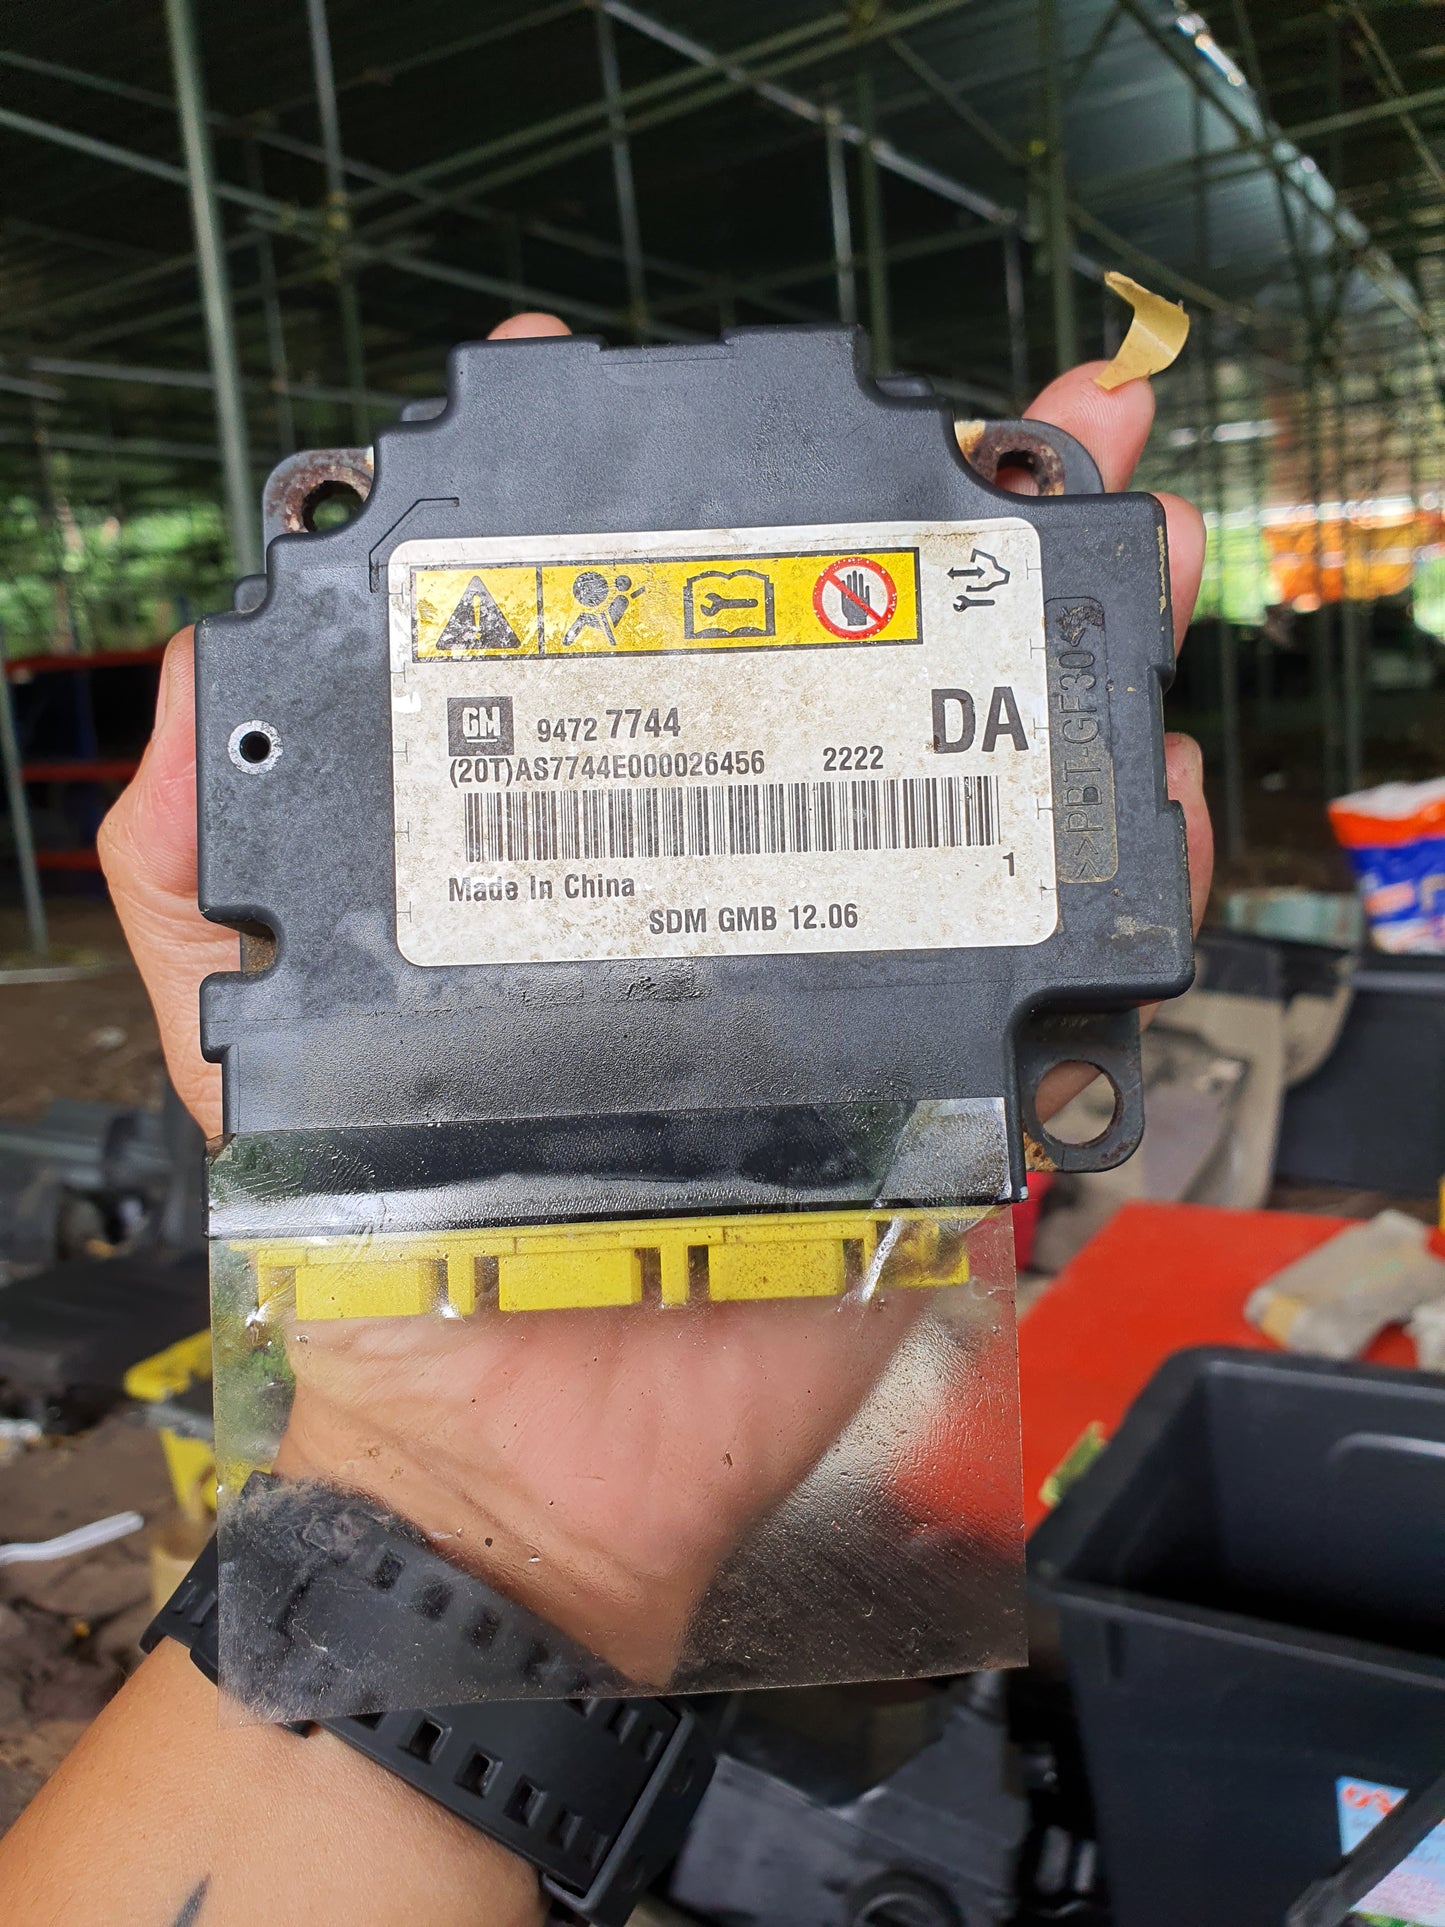 GM 9472 7744 DA
(20T)AS7744E000026456 2222
1
Made In China
SDM GMB 12.06
>>PBT-GF30<